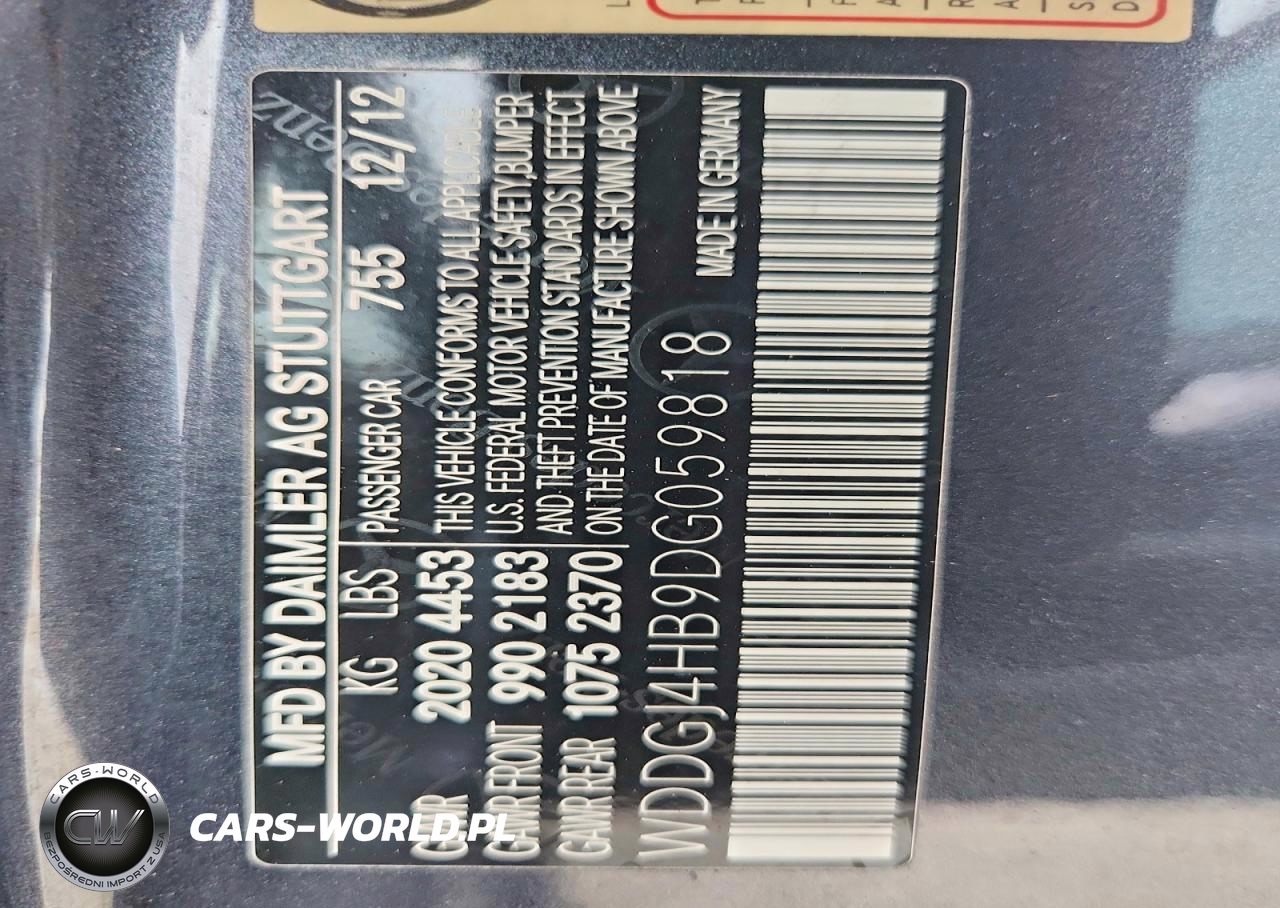 MFD BY DAIMLER AG STUTTGART
KG LBS PASSENGER CAR 755 12/12
GVWR 2020 4453 THIS VEHICLE CONFORMS TO ALL APPLICABLE
GAWR FRONT 990 2183 U.S. FEDERAL MOTOR VEHICLE SAFETY,BUMPER
GAWR REAR 1075 2370 AND THEFT PREVENTION STANDARDS IN EFFECT
ON THE DATE OF MANUFACTURE SHOWN ABOVE
WDDGJ4HB9DG059818 MADE IN GERMANY
CARS-WORLD
CW
BEZPOŚREDNI IMPORT Z USA
CARS-WORLD.PL